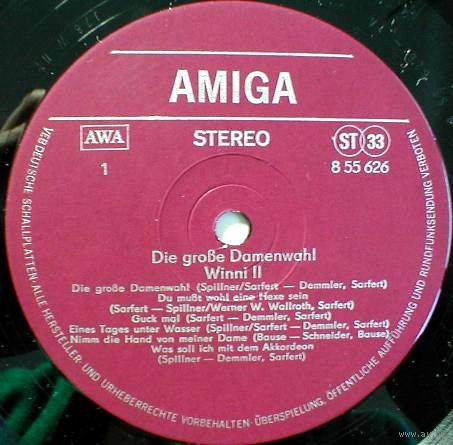 AMIGA
AWA
STEREO
ST 33
1
8 55 626
Die große Damenwahl
Winni II
Die große Damenwahl (Spillner/Sarfert — Demmler, Sarfert)
Du mußt wohl eine Hexe sein
(Sarfert — Spillner/Werner W. Wallroth, Sarfert)
Guck mal (Sarfert — Demmler, Sarfert)
Eines Tages unter Wasser (Spillner/Sarfert — Demmler, Sarfert)
Nimm die Hand von meiner Dame (Bause — Schneider, Bause)
Was soll ich mit dem Akkordeon
(Spillner — Demmler, Sarfert)
VEB DEUTSCHE SCHALLPLATTEN · ALLE HERSTELLER UND URHEBERRECHTE VORBEHALTEN · ÜBERSPIELUNG, ÖFFENTLICHE AUFFÜHRUNG UND RUNDFUNKSENDUNG VERBOTEN